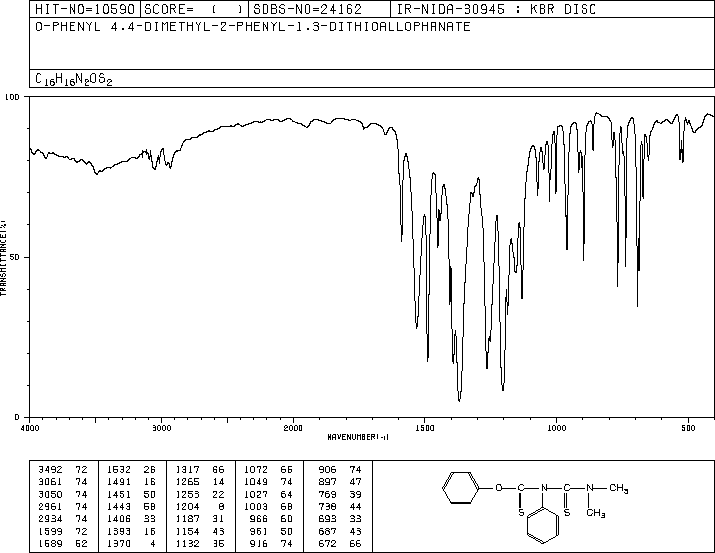 HIT-NO=10590 SCORE= ( ) SDBS-NO=24162 IR-NIDA-30945 : KBR DISC
O-PHENYL 4,4-DIMETHYL-2-PHENYL-1,3-DITHIOALLOPHANATE
C16H16N2OS2
100
50
0
TRANSMITTANCE(%)
4000 3000 2000 1500 1000 500
WAVENUMBER(-1)
3492 72 1532 26 1317 66 1072 66 906 74
3061 74 1491 16 1265 14 1049 74 897 47
3050 74 1451 50 1253 22 1027 64 769 39
2961 74 1443 58 1204 8 1003 68 738 44
2934 74 1406 33 1187 31 966 60 693 33
1599 72 1393 16 1154 43 961 50 687 43
1589 52 1370 4 1132 36 916 74 672 66
O C N C N CH3
S S CH3